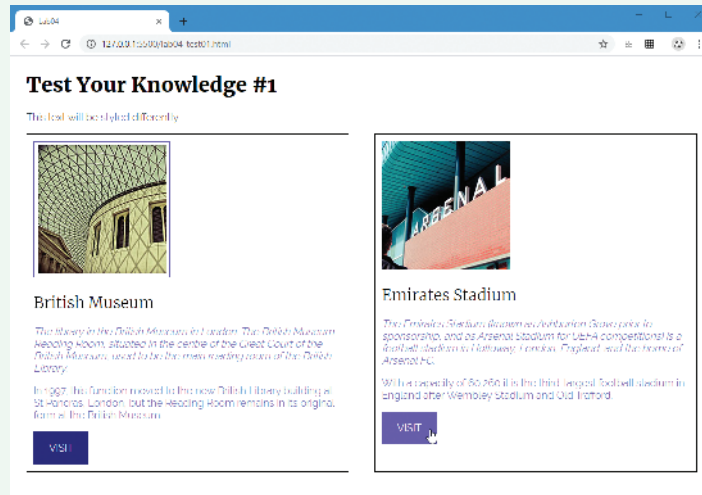 Lab04
127.0.0.1:5500/lab04-test01.html
Test Your Knowledge #1
This text will be styled differently
ARSENAL
British Museum
The library in the British Museum in London. The British Museum
Reading Room, situated in the centre of the Great Court of the
British Museum, used to be the main reading room of the British
Library.
In 1997, this function moved to the new British Library building at
St Pancras, London, but the Reading Room remains in its original
form at the British Museum.
VISIT
Emirates Stadium
The Emirates Stadium (known as Ashburton Grove prior to
sponsorship, and as Arsenal Stadium for UEFA competitions) is a
football stadium in Holloway, London, England, and the home of
Arsenal FC.
With a capacity of 60,260 it is the third-largest football stadium in
England after Wembley Stadium and Old Trafford.
VISIT